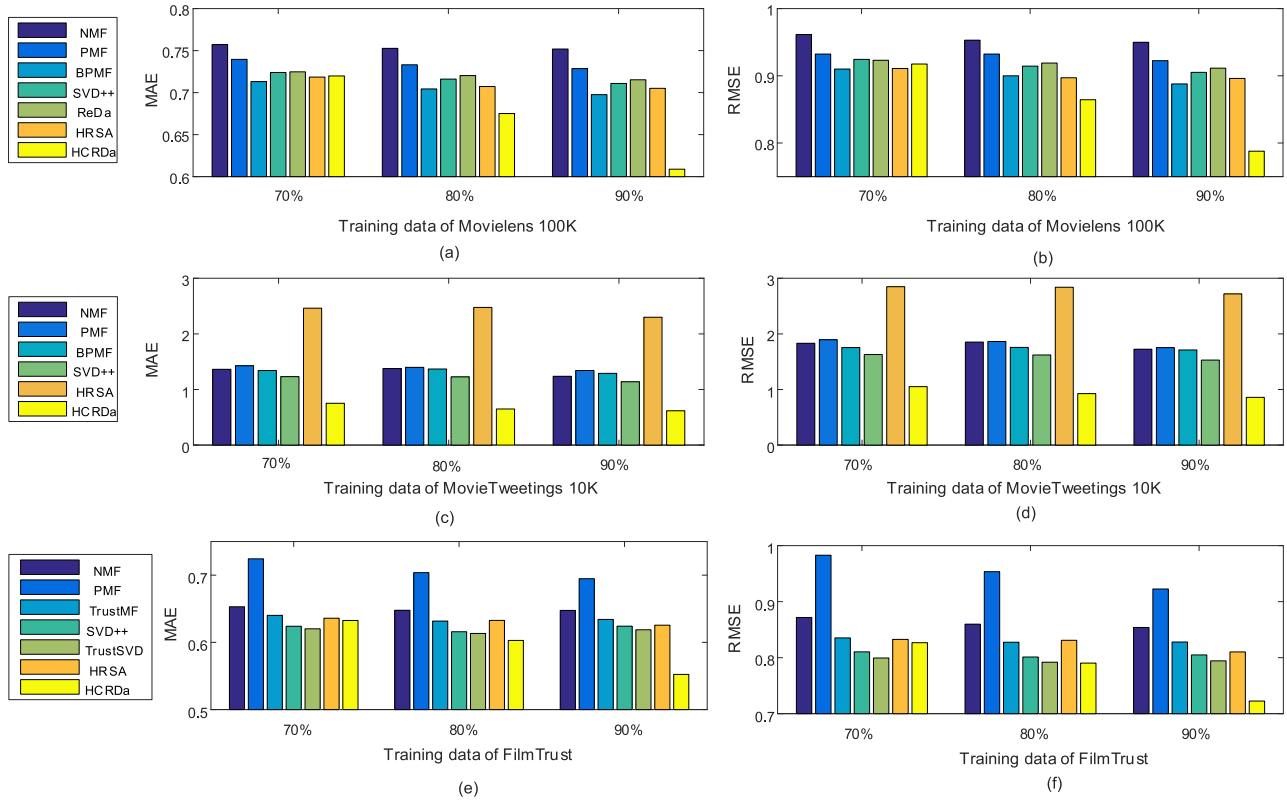 NMF
PMF
BPMF
SVD++
ReDa
HRSA
HCRDa
MAE
0.8
0.75
0.7
0.65
0.6
70%
80%
90%
Training data of Movielens 100K
(a)
RMSE
1
0.9
0.8
70%
80%
90%
Training data of Movielens 100K
(b)
NMF
PMF
BPMF
SVD++
HRSA
HCRDa
MAE
3
2
1
0
70%
80%
90%
Training data of MovieTweetings 10K
(c)
RMSE
3
2
1
0
70%
80%
90%
Training data of MovieTweetings 10K
(d)
NMF
PMF
TrustMF
SVD++
TrustSVD
HRSA
HCRDa
MAE
0.7
0.6
0.5
70%
80%
90%
Training data of FilmTrust
(e)
RMSE
1
0.9
0.8
0.7
70%
80%
90%
Training data of FilmTrust
(f)